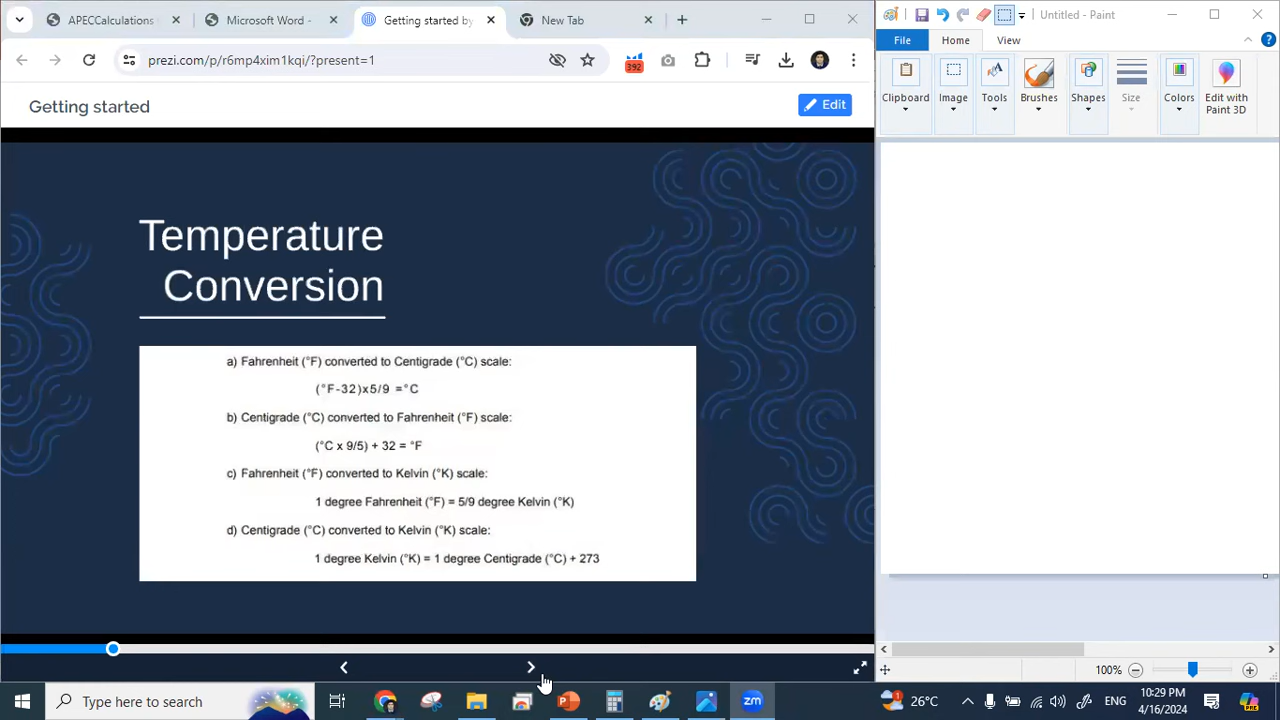 APECCalculations
Microsoft Word -
Getting started by
New Tab
Untitled - Paint
prezi.com/p/r6mp4xim1kqi/?present=1
392
File
Home
View
Getting started
Edit
Clipboard
Image
Tools
Brushes
Shapes
Size
Colors
Edit with
Paint 3D
Temperature
Conversion
a) Fahrenheit (°F) converted to Centigrade (°C) scale:
(°F-32)x5/9 =°C
b) Centigrade (°C) converted to Fahrenheit (°F) scale:
(°C x 9/5) + 32 = °F
c) Fahrenheit (°F) converted to Kelvin (°K) scale:
1 degree Fahrenheit (°F) = 5/9 degree Kelvin (°K)
d) Centigrade (°C) converted to Kelvin (°K) scale:
1 degree Kelvin (°K) = 1 degree Centigrade (°C) + 273
100%
Type here to search
zm
1
26°C
ENG
10:29 PM
4/16/2024